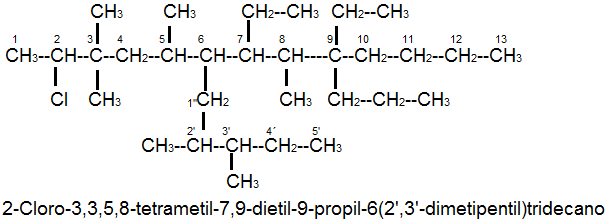 CH3 CH3 CH2--CH3 CH2--CH3
1 2 3 4 5 6 7 8 9 10 11 12 13
CH3--CH--C--CH2--CH--CH--CH--CH----C--CH2--CH2--CH2--CH3
Cl CH3 1" CH2 CH3 CH2--CH2--CH3
2' 3' 4´ 5'
CH3--CH--CH--CH2--CH3
CH3
2-Cloro-3,3,5,8-tetrametil-7,9-dietil-9-propil-6(2',3'-dimetipentil)tridecano